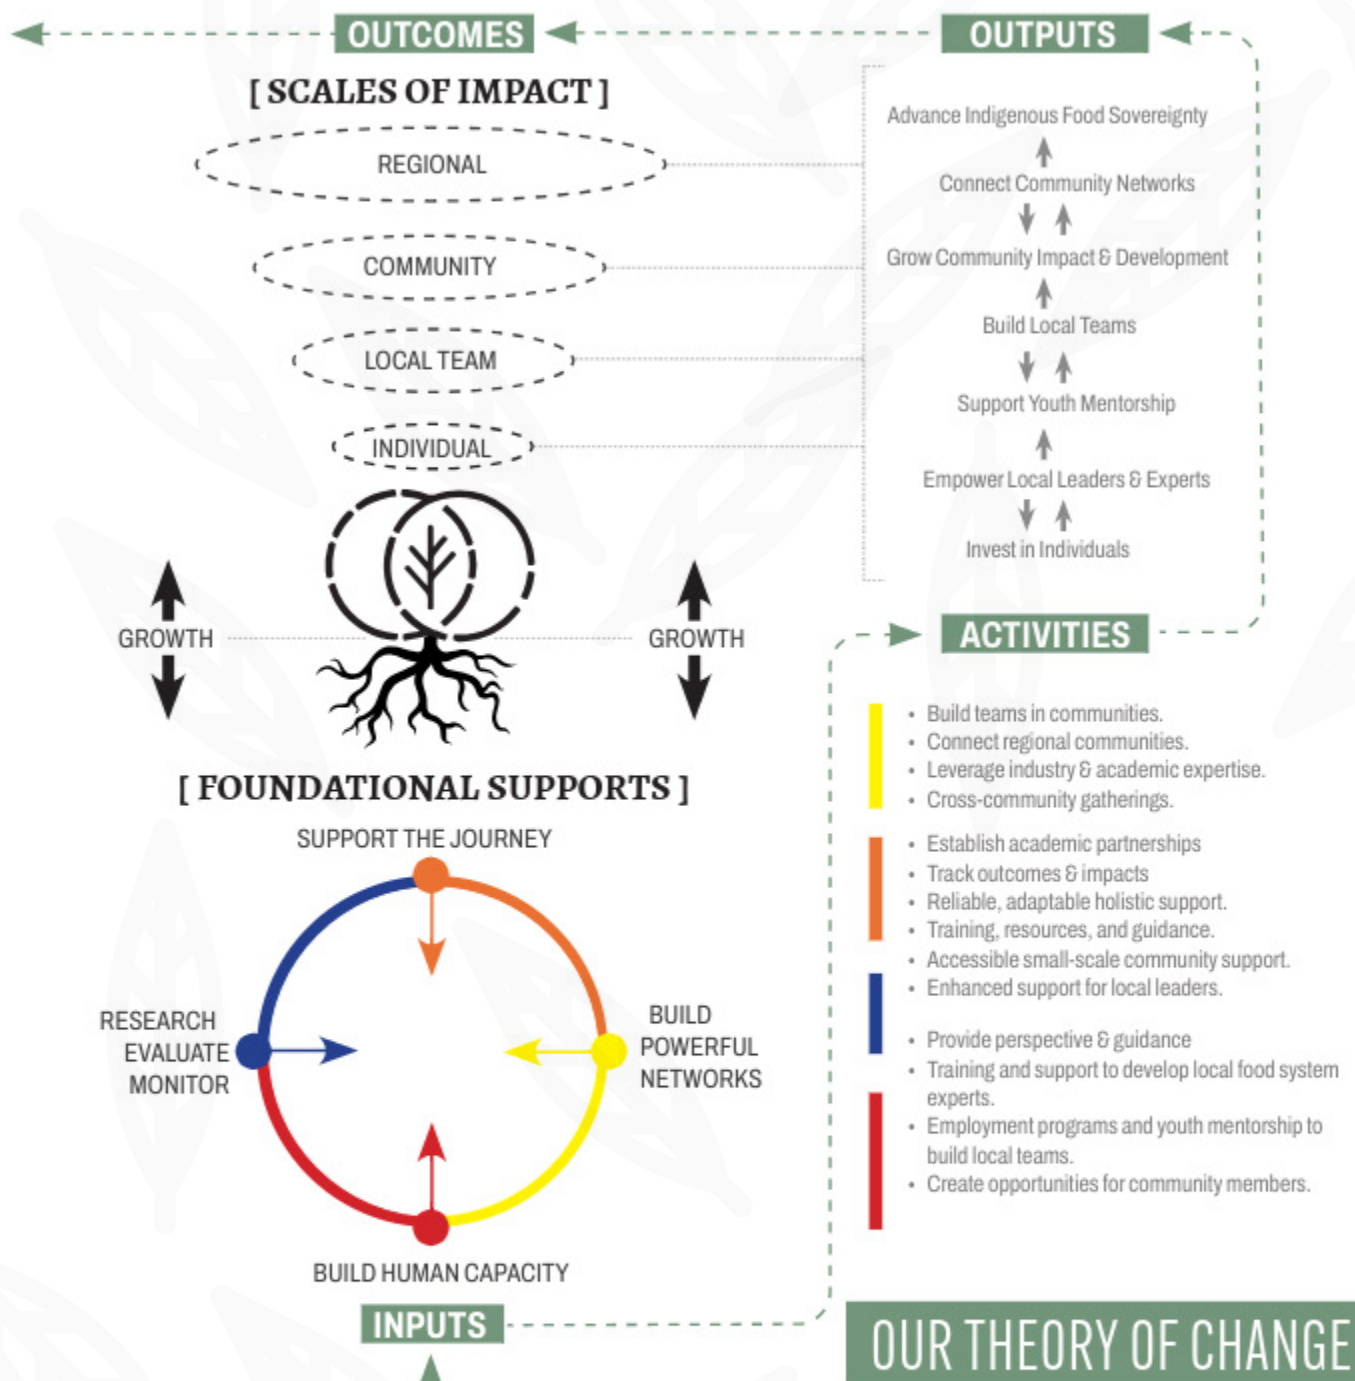 OUTCOMES
[ SCALES OF IMPACT ]
REGIONAL
COMMUNITY
LOCAL TEAM
INDIVIDUAL
GROWTH
GROWTH
[ FOUNDATIONAL SUPPORTS ]
SUPPORT THE JOURNEY
RESEARCH
EVALUATE
MONITOR
BUILD
POWERFUL
NETWORKS
BUILD HUMAN CAPACITY
INPUTS
OUTPUTS
Advance Indigenous Food Sovereignty
Connect Community Networks
Grow Community Impact & Development
Build Local Teams
Support Youth Mentorship
Empower Local Leaders & Experts
Invest in Individuals
ACTIVITIES
• Build teams in communities.
• Connect regional communities.
• Leverage industry & academic expertise.
• Cross-community gatherings.
• Establish academic partnerships
• Track outcomes & impacts
• Reliable, adaptable holistic support.
• Training, resources, and guidance.
• Accessible small-scale community support.
• Enhanced support for local leaders.
• Provide perspective & guidance
• Training and support to develop local food system
experts.
• Employment programs and youth mentorship to
build local teams.
• Create opportunities for community members.
OUR THEORY OF CHANGE